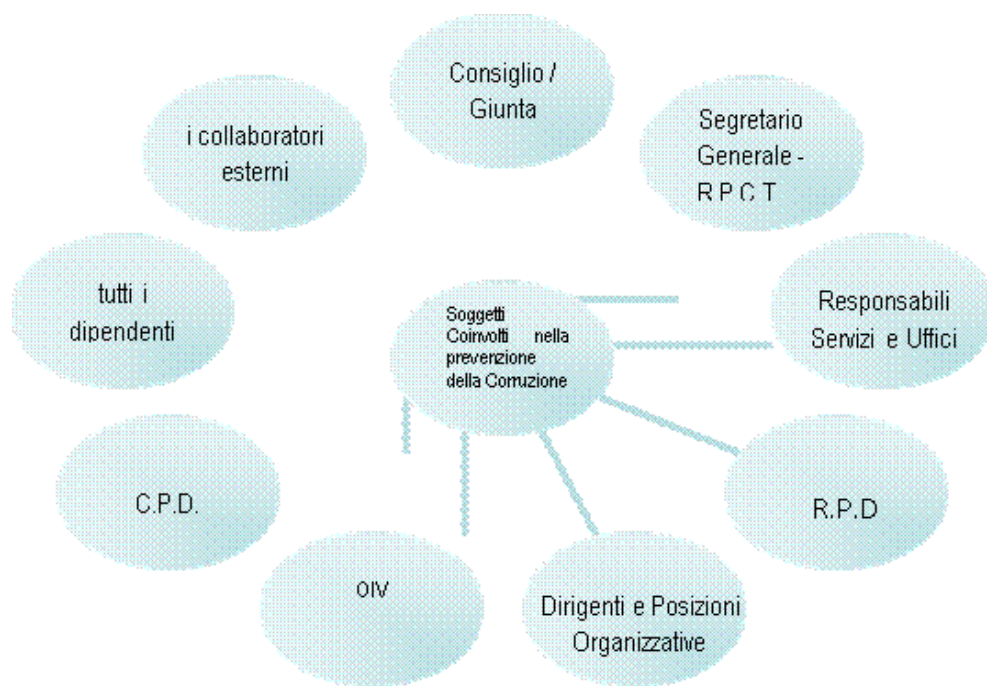 Consiglio /
Giunta
Segretario
Generale -
R.P.C.T.
Responsabili
Servizi e Uffici
R.P.D
Dirigenti e Posizioni
Organizzative
OIV
C.P.D.
tutti i
dipendenti
i collaboratori
esterni
Soggetti
Coinvolti nella
prevenzione
della Corruzione